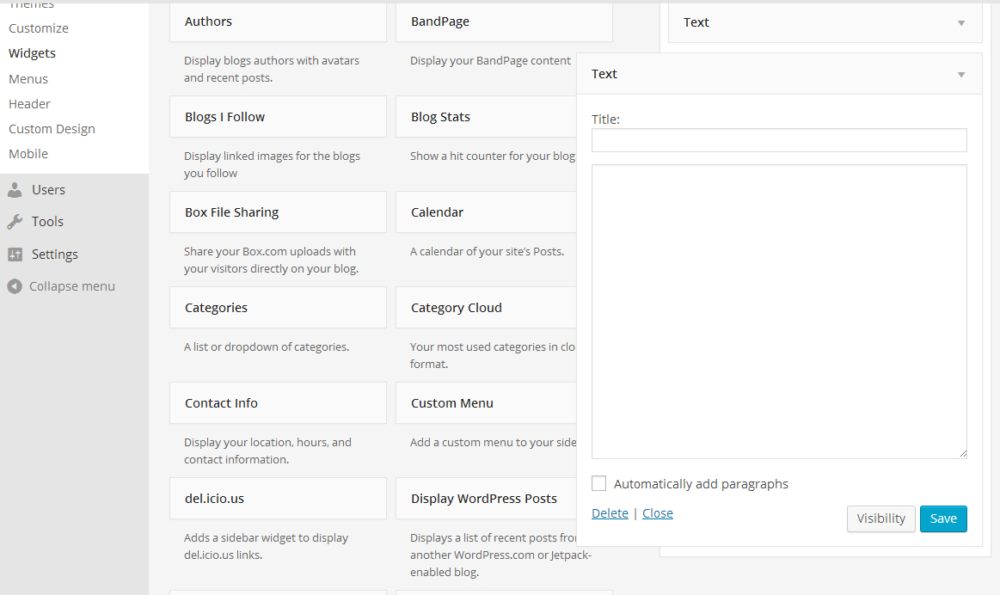 Themes
Customize
Widgets
Menus
Header
Custom Design
Mobile
Users
Tools
Settings
Collapse menu
Authors
Display blogs authors with avatars
and recent posts.
BandPage
Display your BandPage content
Blogs I Follow
Display linked images for the blogs
you follow
Blog Stats
Show a hit counter for your blog
Box File Sharing
Share your Box.com uploads with
your visitors directly on your blog.
Calendar
A calendar of your site's Posts.
Categories
A list or dropdown of categories.
Category Cloud
Your most used categories in clo
format.
Contact Info
Display your location, hours, and
contact information.
Custom Menu
Add a custom menu to your side
del.icio.us
Adds a sidebar widget to display
del.icio.us links.
Display WordPress Posts
Displays a list of recent posts from
another WordPress.com or Jetpack-
enabled blog.
Text
Text
Title:
Automatically add paragraphs
Delete | Close
Visibility
Save